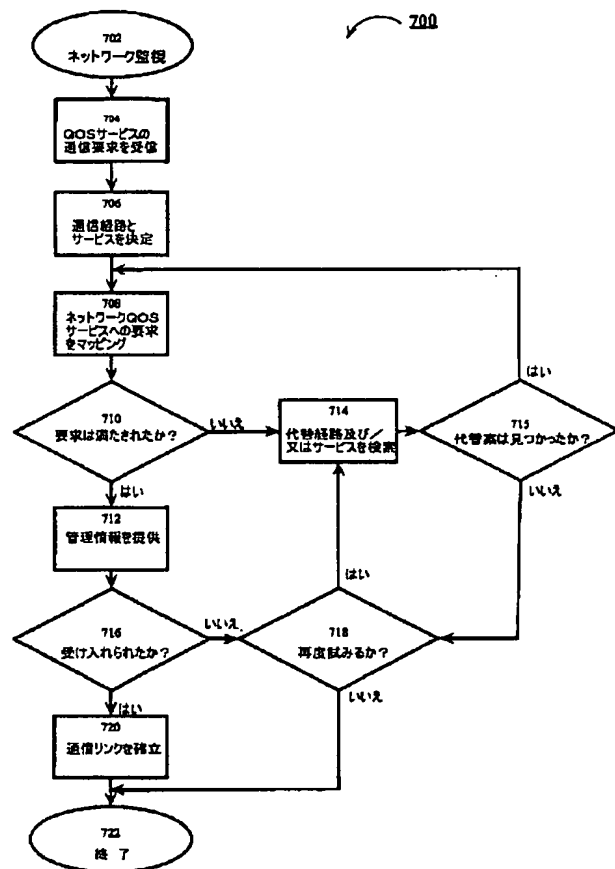 700
702
ネットワーク監視
704
QOSサービスの
通信要求を受信
706
通信経路と
サービスを決定
708
ネットワークQOS
サービスへの要求
をマッピング
710
要求は満たされたか？
いいえ
はい
714
代替経路及び／
又はサービスを検索
はい
715
代替案は見つかったか？
いいえ
712
管理情報を提供
716
受け入れられたか？
いいえ
はい
はい
718
再度試みるか？
いいえ
720
通信リンクを確立
722
終 了